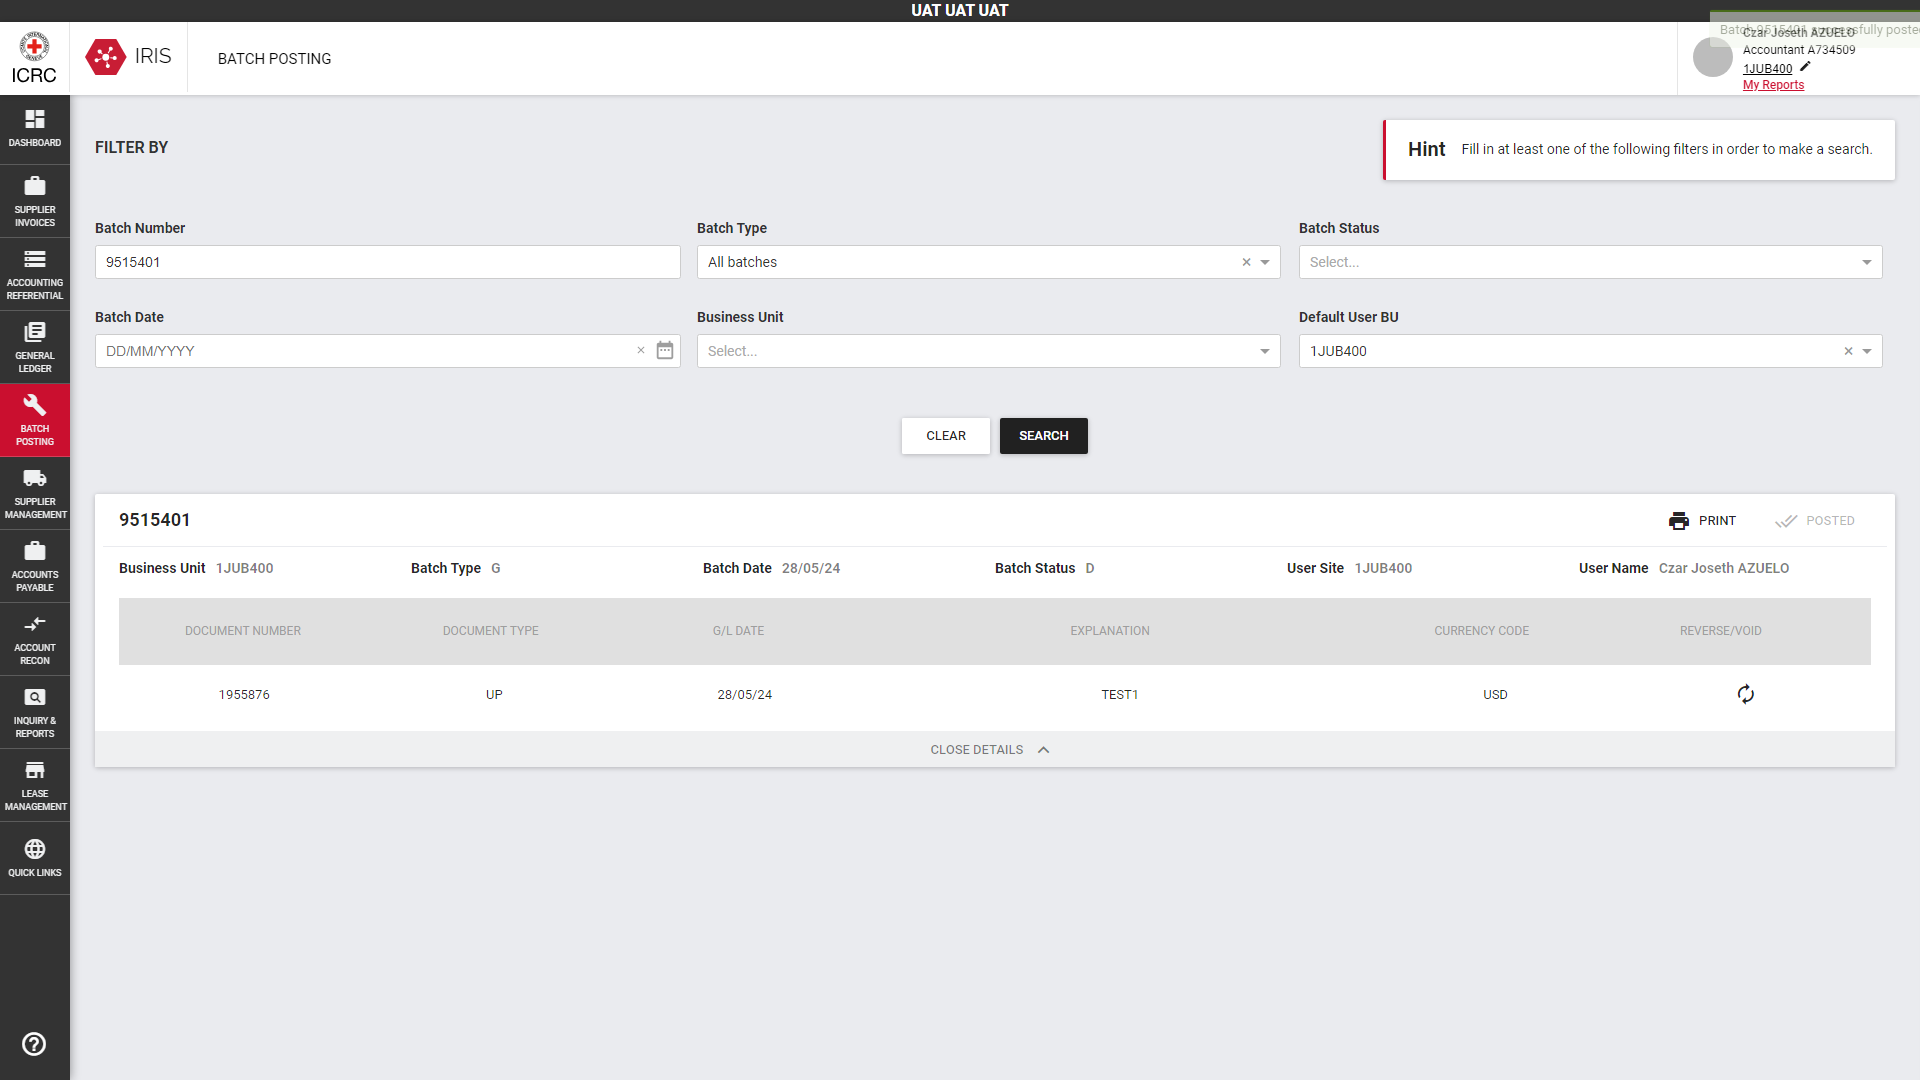 UAT UAT UAT
ICRC
IRIS
BATCH POSTING
Batch 9515401 successfully posted
Czar Joseth AZUELO
Accountant A734509
1JUB400
My Reports
DASHBOARD
SUPPLIER
INVOICES
ACCOUNTING
REFERENTIAL
GENERAL
LEDGER
BATCH
POSTING
SUPPLIER
MANAGEMENT
ACCOUNTS
PAYABLE
ACCOUNT
RECON
INQUIRY &
REPORTS
LEASE
MANAGEMENT
QUICK LINKS
FILTER BY
Hint Fill in at least one of the following filters in order to make a search.
Batch Number Batch Type Batch Status
9515401 All batches Select...
Batch Date Business Unit Default User BU
DD/MM/YYYY Select... 1JUB400
CLEAR SEARCH
9515401 PRINT POSTED
Business Unit 1JUB400 Batch Type G Batch Date 28/05/24 Batch Status D User Site 1JUB400 User Name Czar Joseth AZUELO
DOCUMENT NUMBER DOCUMENT TYPE G/L DATE EXPLANATION CURRENCY CODE REVERSE/VOID
1955876 UP 28/05/24 TEST1 USD
CLOSE DETAILS